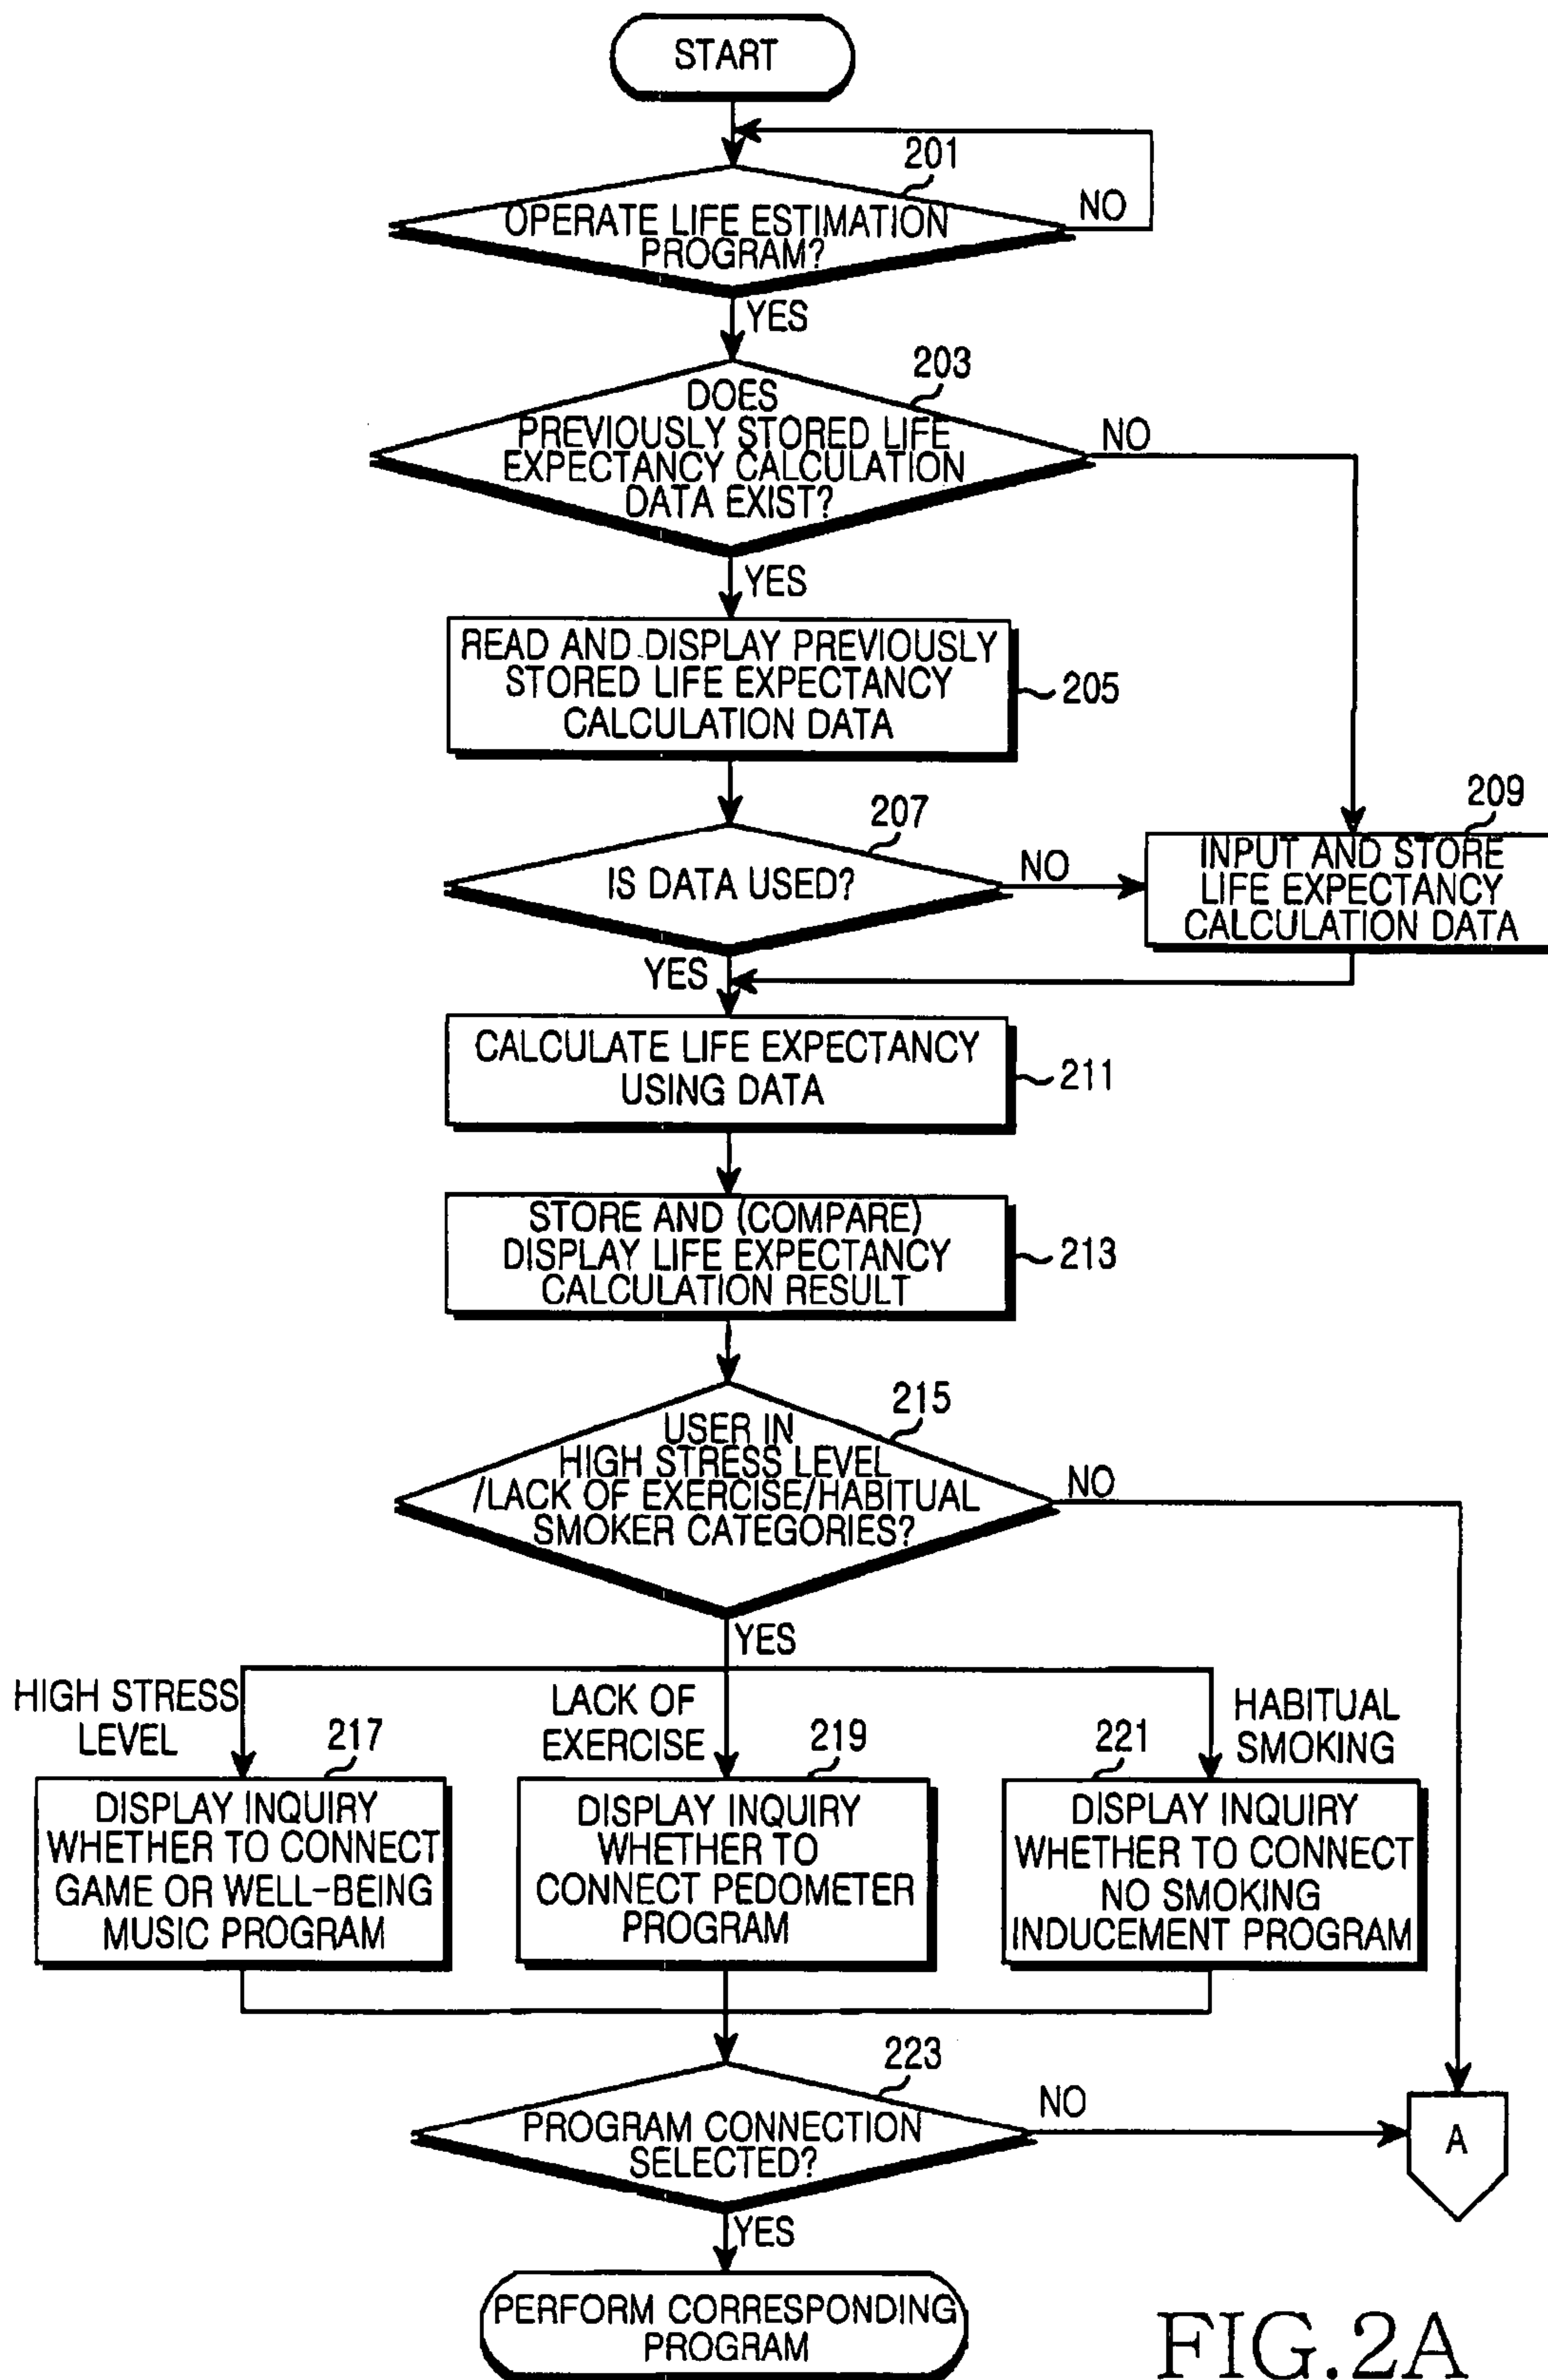 START
201
NO
OPERATE LIFE ESTIMATION
PROGRAM?
YES
203
DOES
PREVIOUSLY STORED LIFE
EXPECTANCY CALCULATION
DATA EXIST?
NO
YES
READ AND DISPLAY PREVIOUSLY
STORED LIFE EXPECTANCY
CALCULATION DATA
205
207
IS DATA USED?
NO
209
INPUT AND STORE
LIFE EXPECTANCY
CALCULATION DATA
YES
CALCULATE LIFE EXPECTANCY
USING DATA
211
STORE AND (COMPARE)
DISPLAY LIFE EXPECTANCY
CALCULATION RESULT
213
215
USER IN
HIGH STRESS LEVEL
/LACK OF EXERCISE/HABITUAL
SMOKER CATEGORIES?
NO
YES
HIGH STRESS
LEVEL
217
DISPLAY INQUIRY
WHETHER TO CONNECT
GAME OR WELL-BEING
MUSIC PROGRAM
LACK OF
EXERCISE
219
DISPLAY INQUIRY
WHETHER TO
CONNECT PEDOMETER
PROGRAM
HABITUAL
SMOKING
221
DISPLAY INQUIRY
WHETHER TO CONNECT
NO SMOKING
INDUCEMENT PROGRAM
223
PROGRAM CONNECTION
SELECTED?
NO
A
YES
PERFORM CORRESPONDING
PROGRAM
FIG.2A